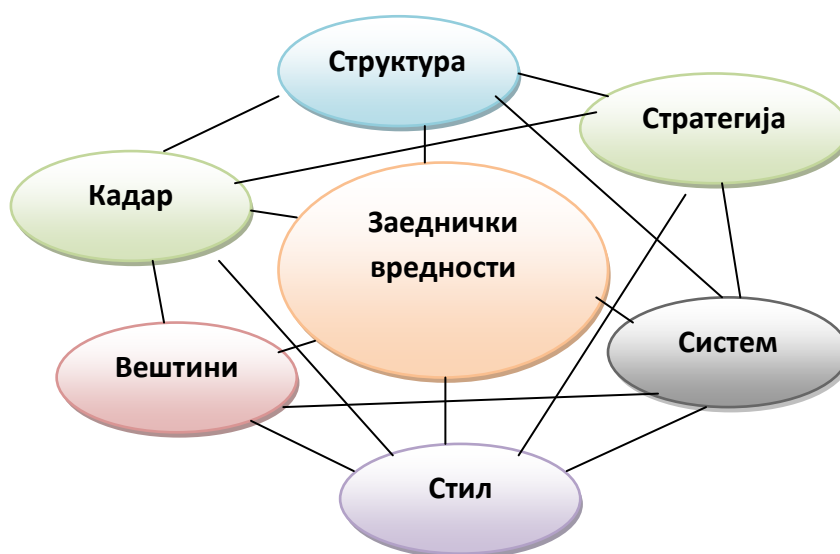 Структура
Стратегија
Кадар
Заеднички
вредности
Систем
Вештини
Стил